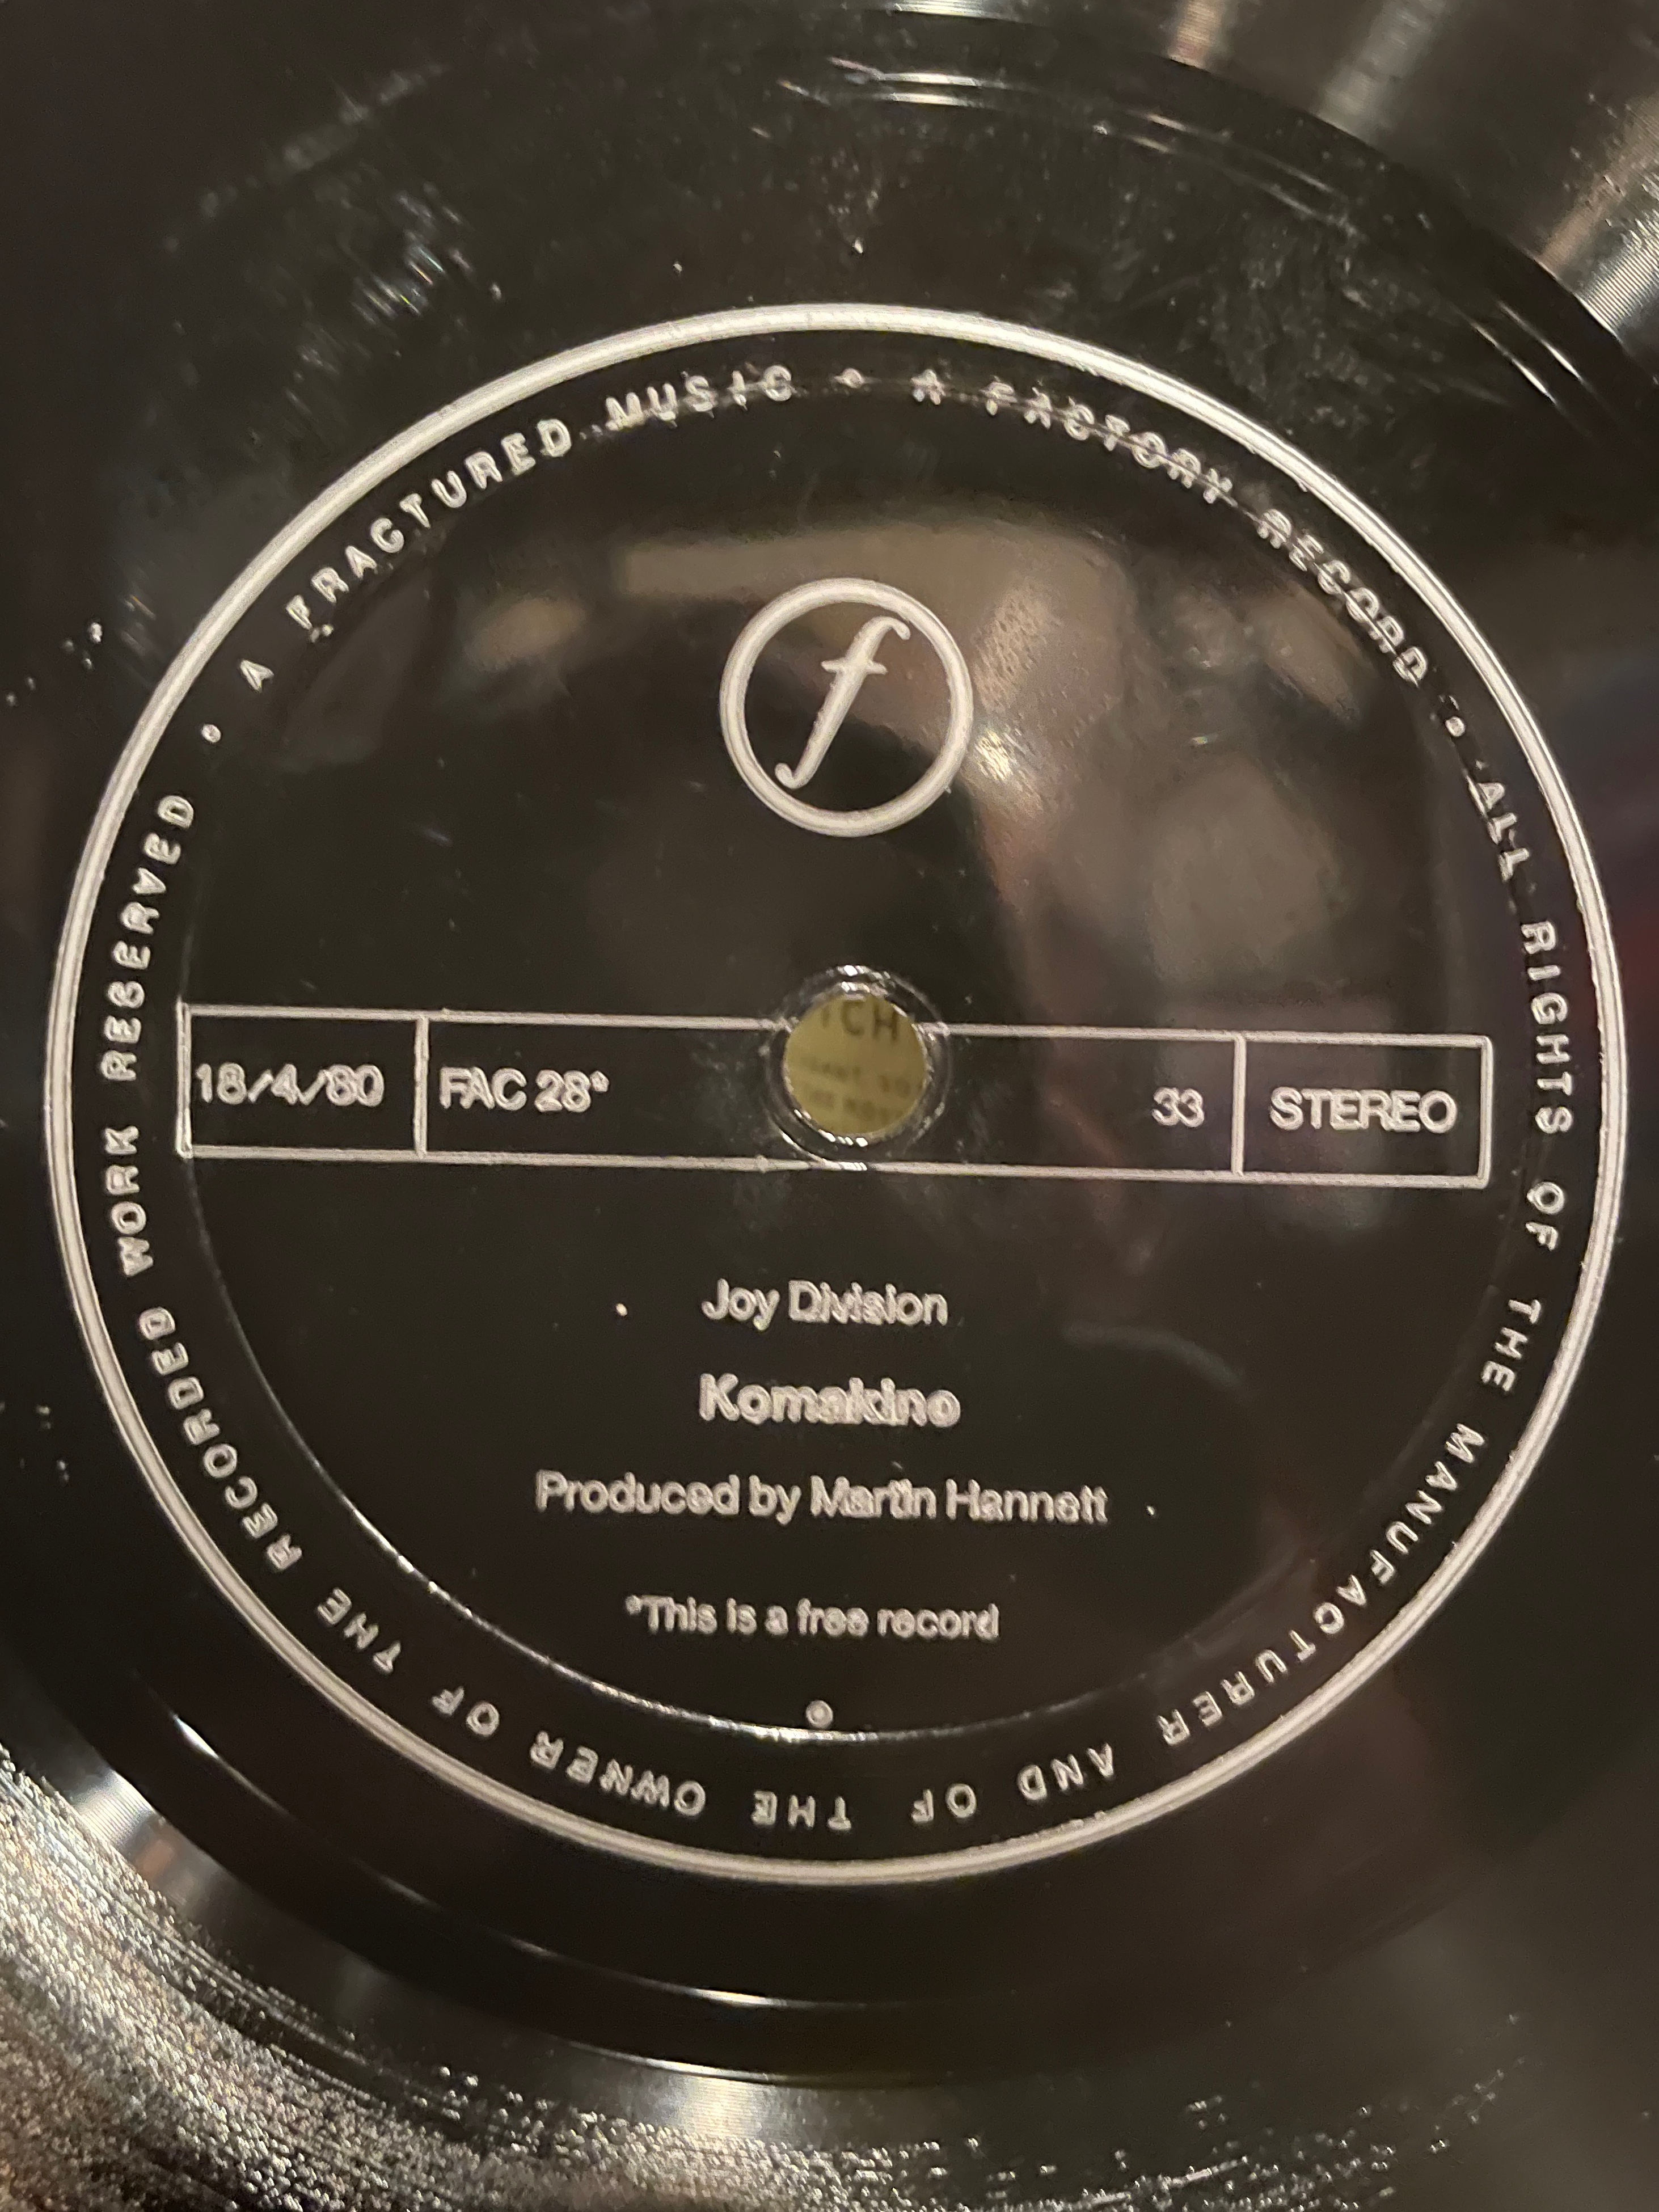 • A FRACTURED MUSIC • A FACTORY RECORD • ALL RIGHTS OF THE MANUFACTURER AND OF THE OWNER OF THE RECORDED WORK RESERVED
f
18/4/80 FAC 28* 33 STEREO
CH
Joy Division
Komakino
Produced by Martin Hannett
*This is a free record